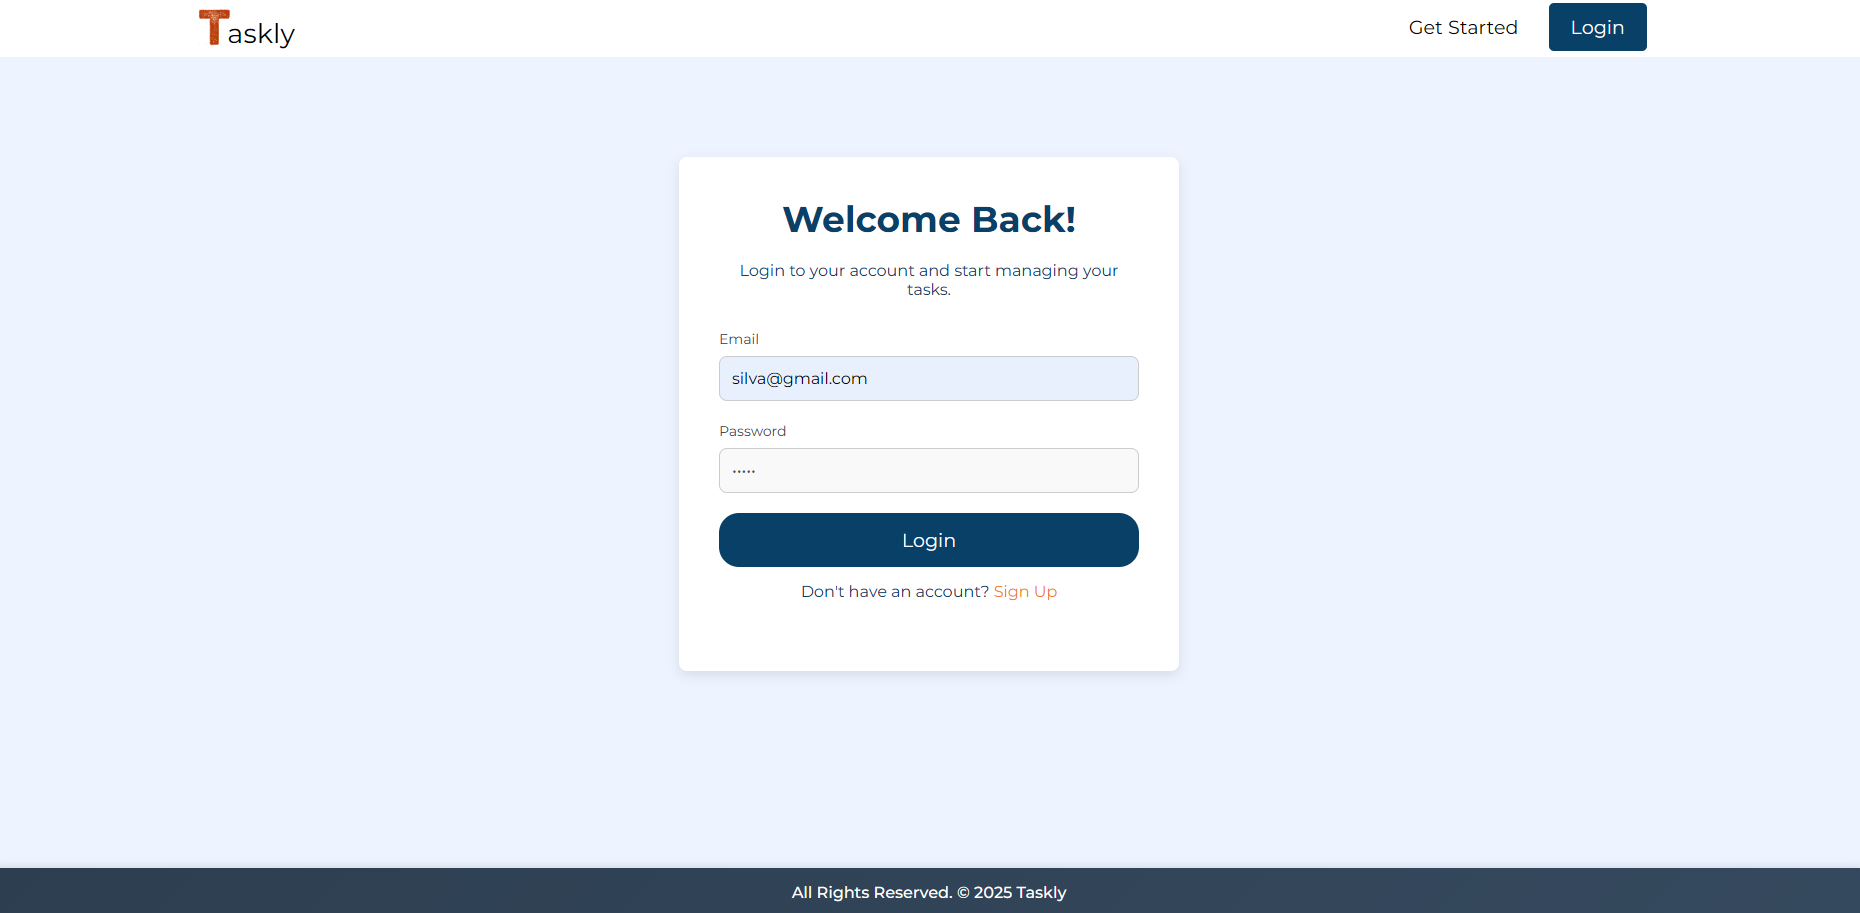 Taskly
Get Started
Login
Welcome Back!
Login to your account and start managing your
tasks.
Email
silva@gmail.com
Password
•••••
Login
Don't have an account? Sign Up
All Rights Reserved. © 2025 Taskly